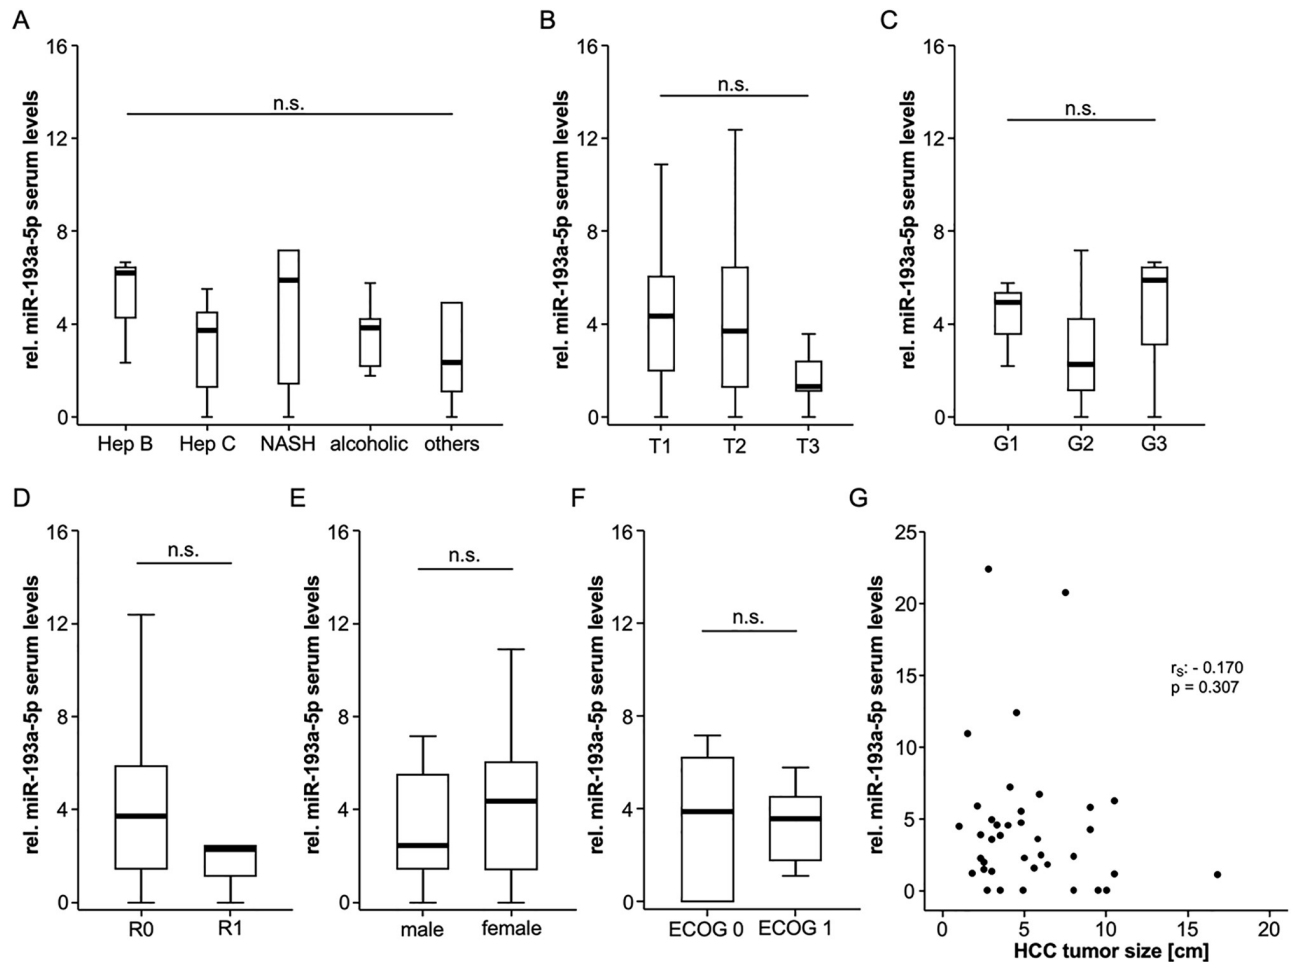 A
rel. miR-193a-5p serum levels
16
12
8
4
0
n.s.
Hep B Hep C NASH alcoholic others
B
rel. miR-193a-5p serum levels
16
12
8
4
0
n.s.
T1 T2 T3
C
rel. miR-193a-5p serum levels
16
12
8
4
0
n.s.
G1 G2 G3
D
rel. miR-193a-5p serum levels
16
12
8
4
0
n.s.
R0 R1
E
rel. miR-193a-5p serum levels
16
12
8
4
0
n.s.
male female
F
rel. miR-193a-5p serum levels
16
12
8
4
0
n.s.
ECOG 0 ECOG 1
G
rel. miR-193a-5p serum levels
25
20
15
10
5
0
rS: - 0.170
p = 0.307
0 5 10 15 20
HCC tumor size [cm]